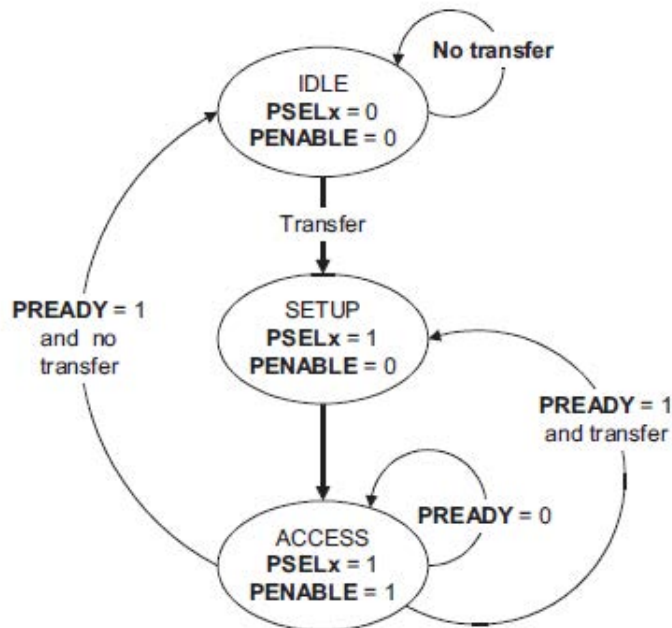 No transfer
IDLE
PSELx = 0
PENABLE = 0
Transfer
SETUP
PSELx = 1
PENABLE = 0
PREADY = 1
and no
transfer
PREADY = 1
and transfer
PREADY = 0
ACCESS
PSELx = 1
PENABLE = 1